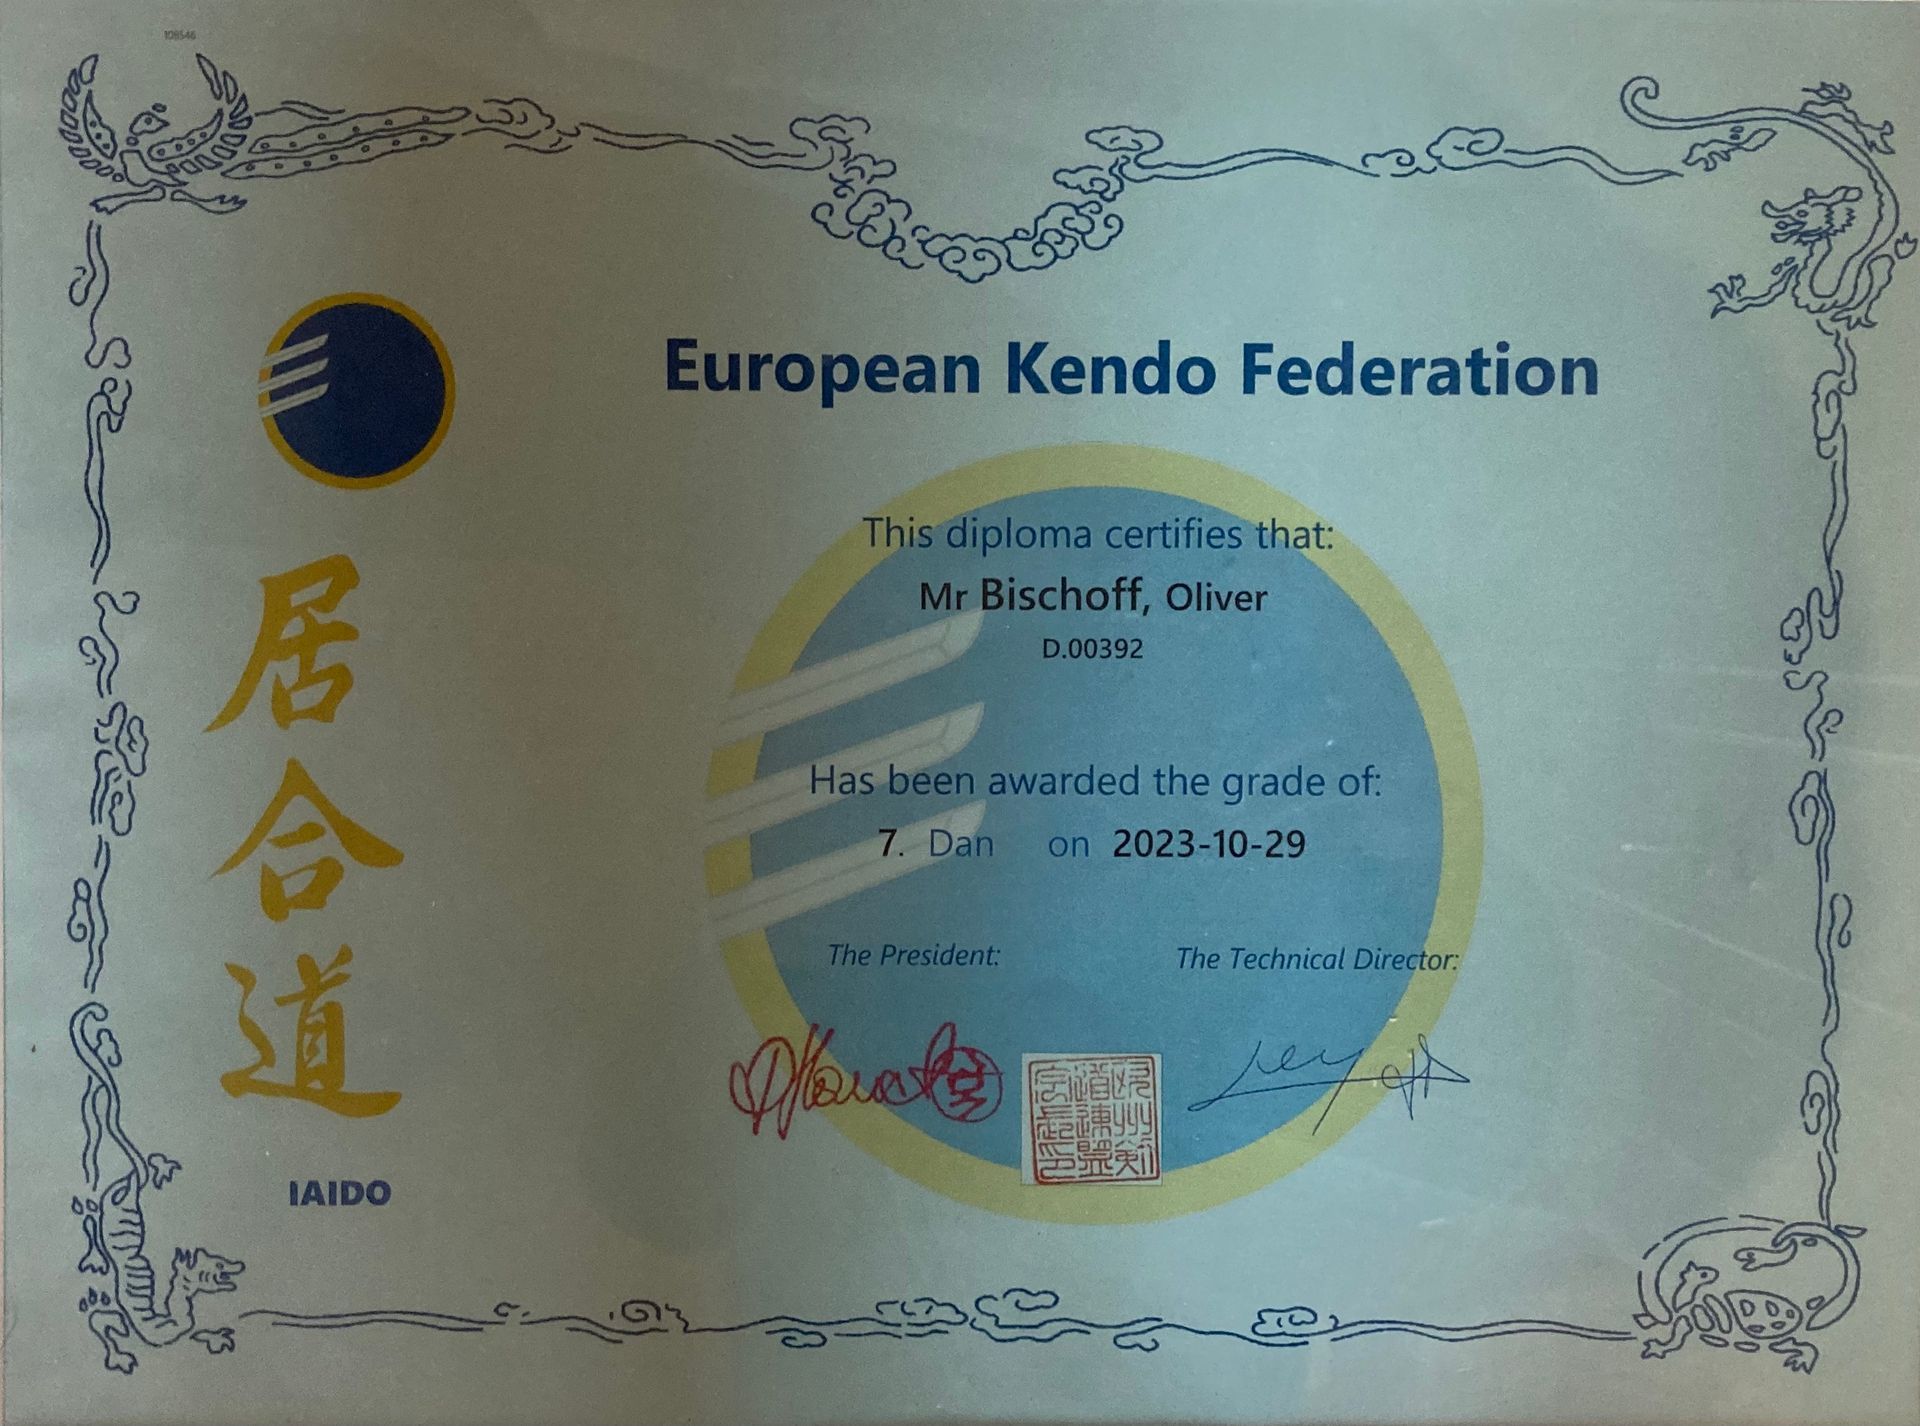 108546
European Kendo Federation
居合道
IAIDO
This diploma certifies that:
Mr Bischoff, Oliver
D.00392
Has been awarded the grade of:
7. Dan on 2023-10-29
The President:
The Technical Director: